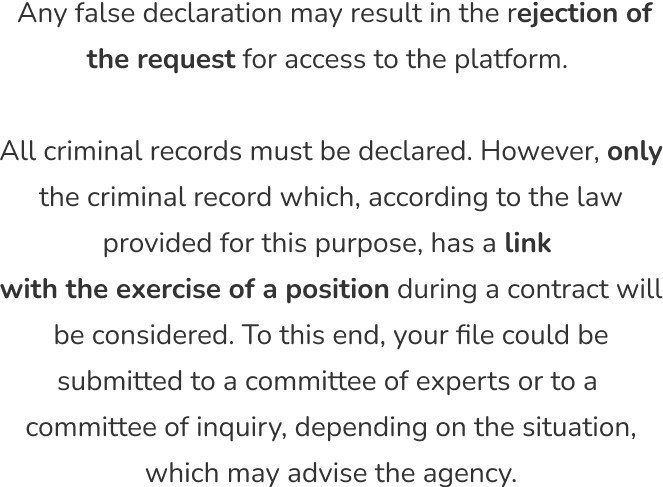 Any false declaration may result in the rejection of
the request for access to the platform.
All criminal records must be declared. However, only
the criminal record which, according to the law
provided for this purpose, has a link
with the exercise of a position during a contract will
be considered. To this end, your file could be
submitted to a committee of experts or to a
committee of inquiry, depending on the situation,
which may advise the agency.